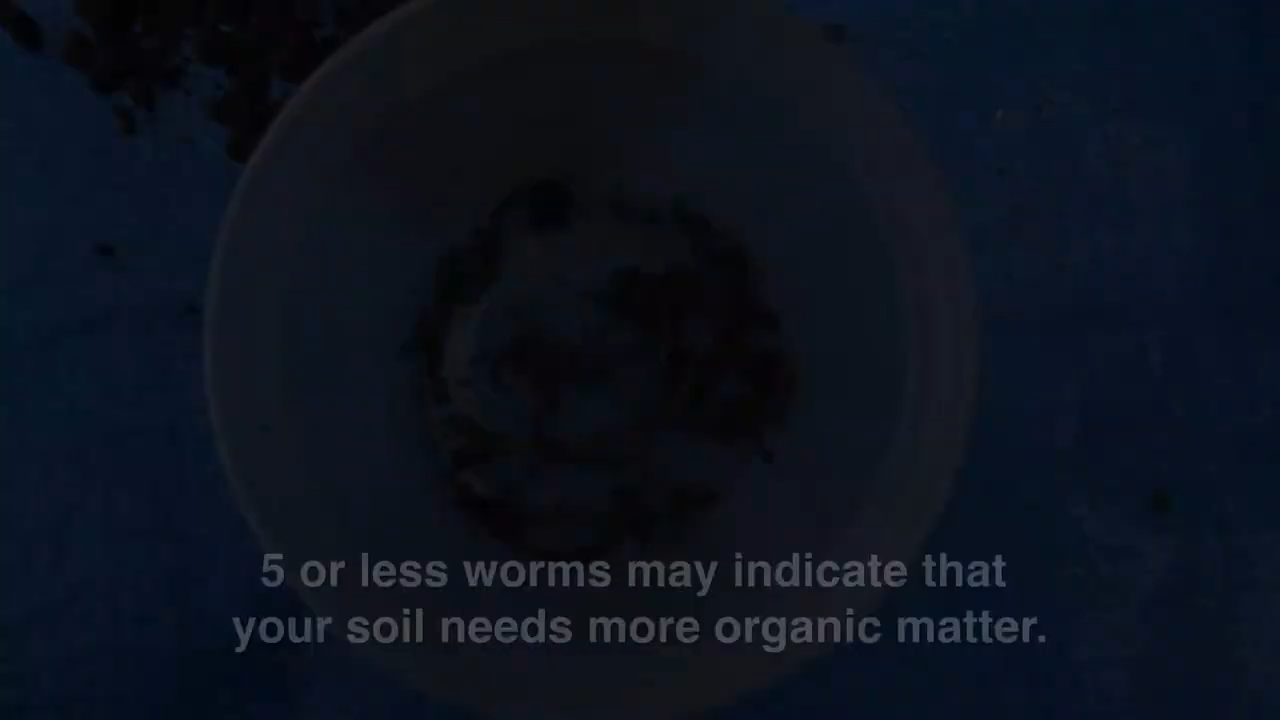 5 or less worms may indicate that
your soil needs more organic matter.